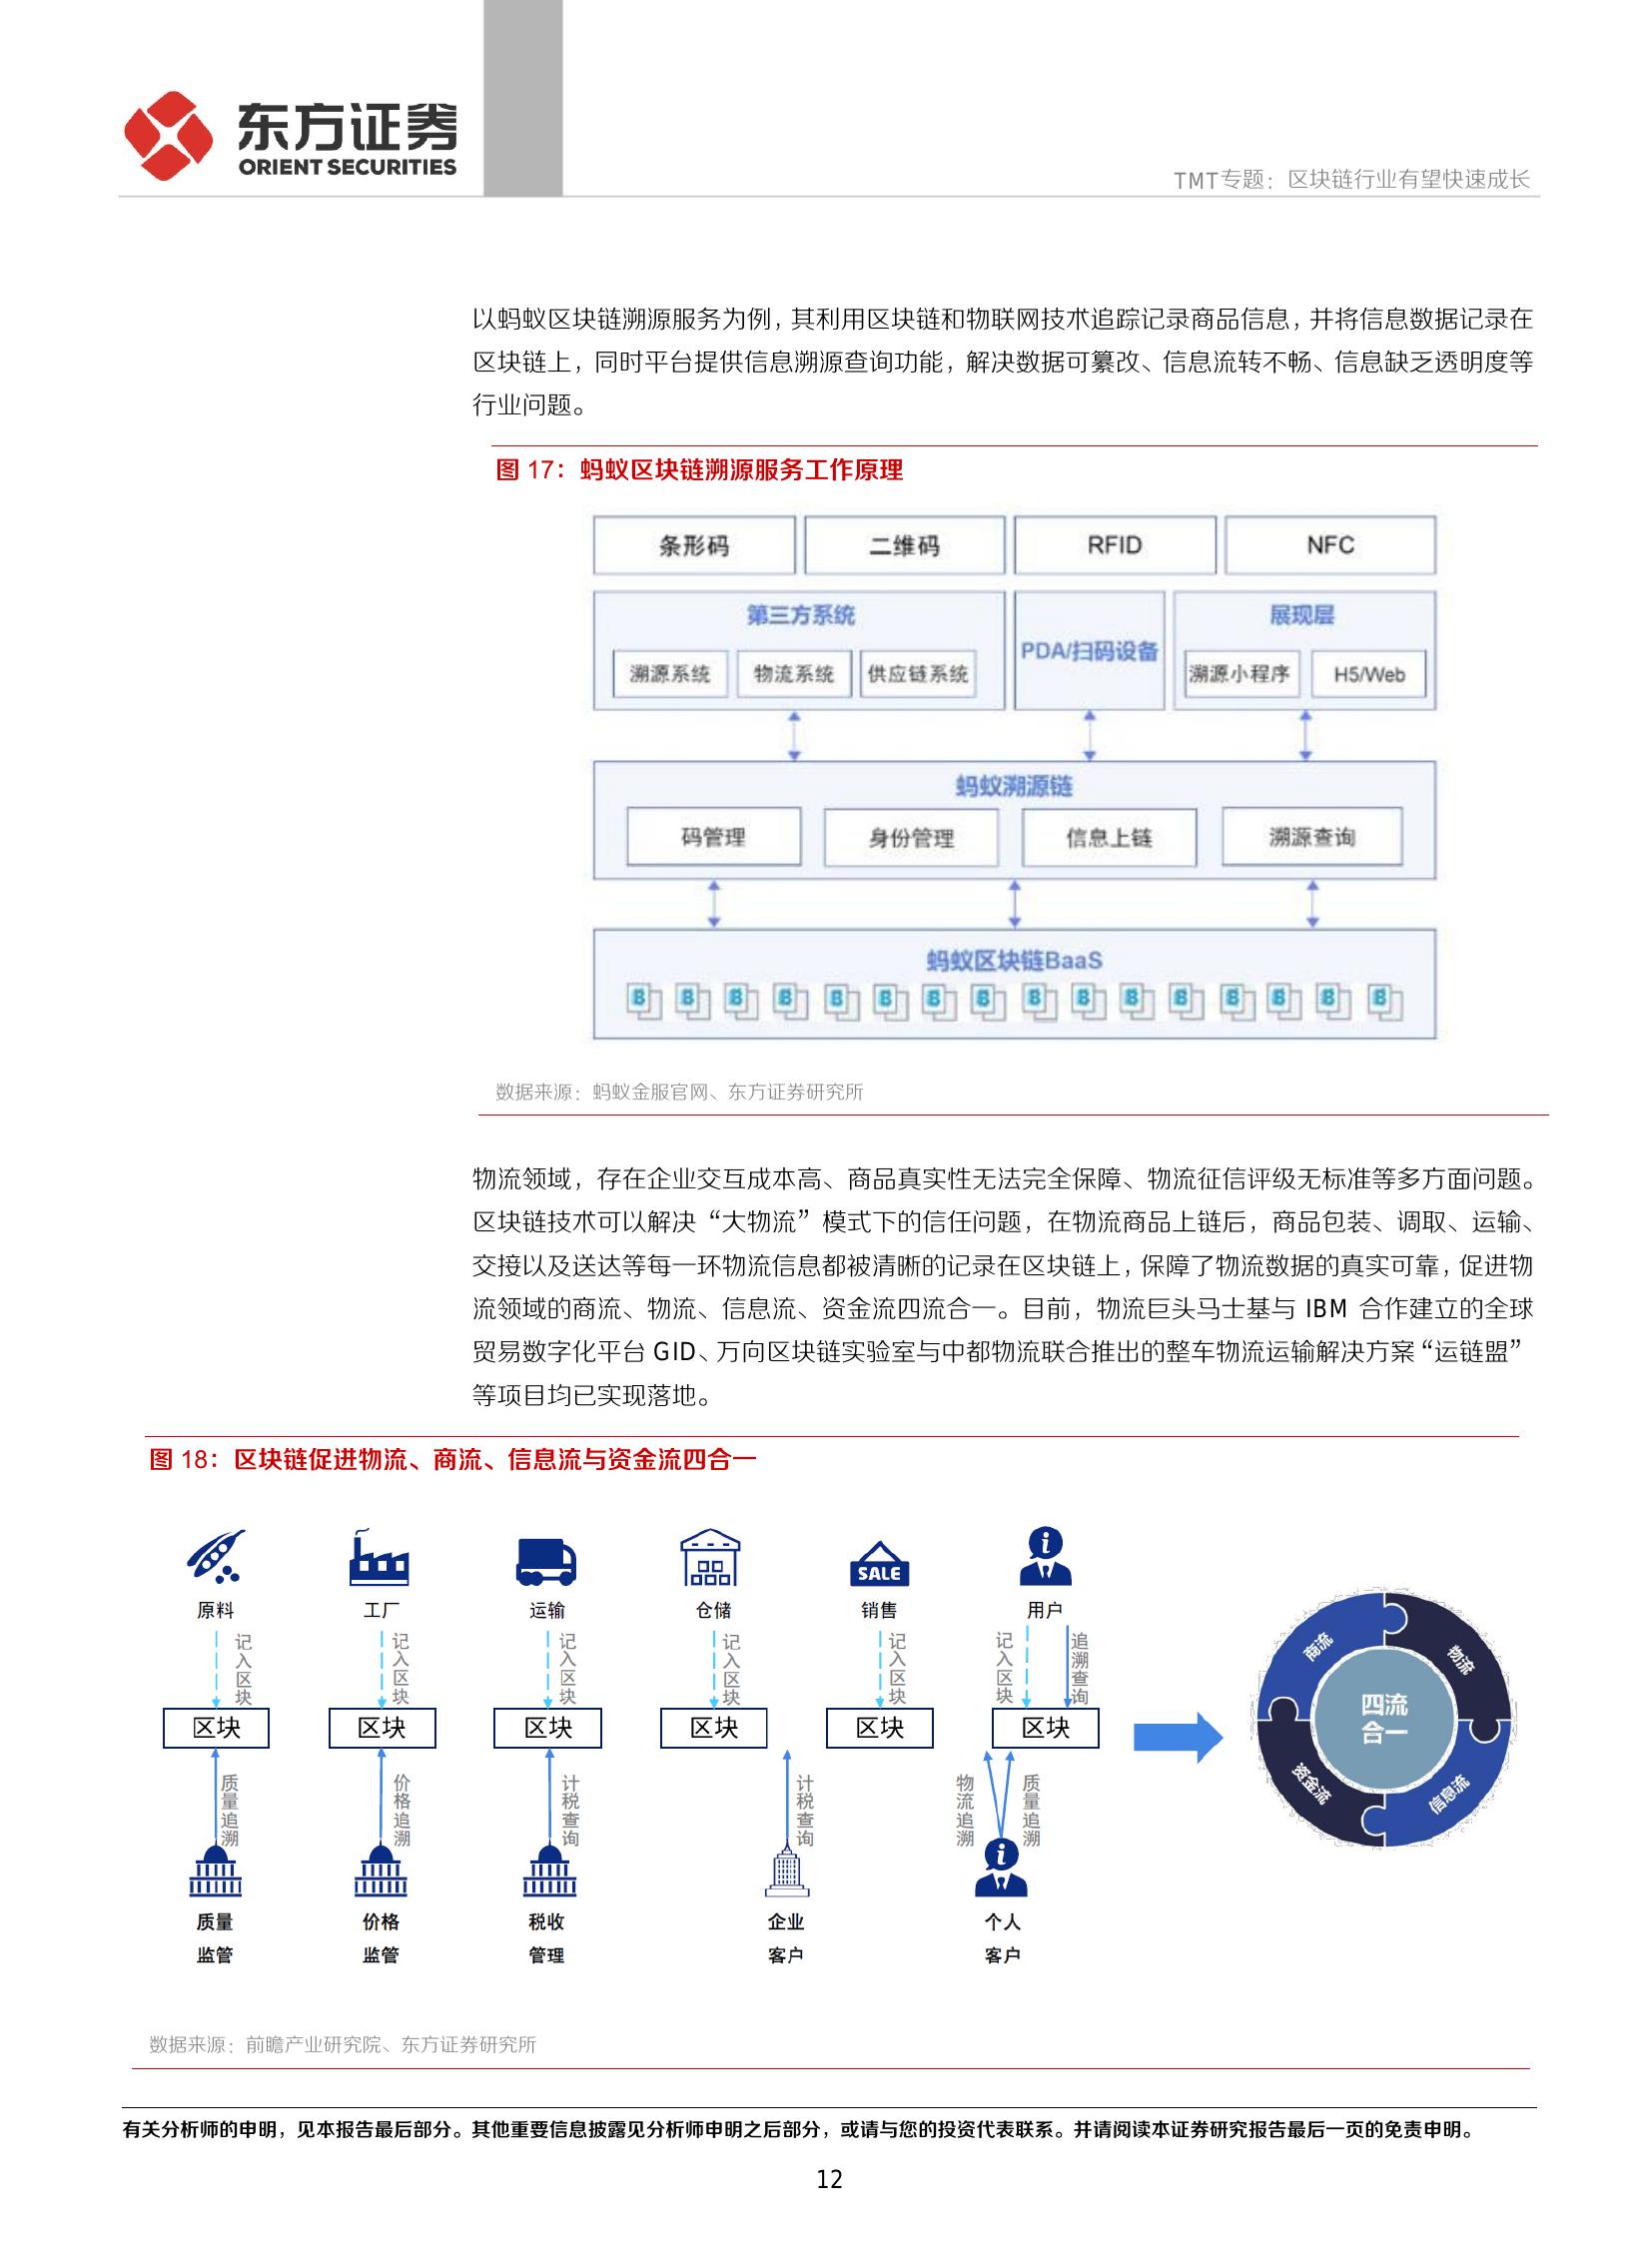 东方证券
ORIENT SECURITIES
TMT专题：区块链行业有望快速成长
以蚂蚁区块链溯源服务为例，其利用区块链和物联网技术追踪记录商品信息，并将信息数据记录在
区块链上，同时平台提供信息溯源查询功能，解决数据可纂改、信息流转不畅、信息缺乏透明度等
行业问题。
图 17：蚂蚁区块链溯源服务工作原理
条形码 二维码 RFID NFC
第三方系统 PDA/扫码设备 展现层
溯源系统 物流系统 供应链系统 溯源小程序 H5/Web
蚂蚁溯源链
码管理 身份管理 信息上链 溯源查询
蚂蚁区块链BaaS
B B B B B B B B B B B B B B B B
数据来源：蚂蚁金服官网、东方证券研究所
物流领域，存在企业交互成本高、商品真实性无法完全保障、物流征信评级无标准等多方面问题。
区块链技术可以解决“大物流”模式下的信任问题，在物流商品上链后，商品包装、调取、运输、
交接以及送达等每一环物流信息都被清晰的记录在区块链上，保障了物流数据的真实可靠，促进物
流领域的商流、物流、信息流、资金流四流合一。目前，物流巨头马士基与 IBM 合作建立的全球
贸易数字化平台 GID、万向区块链实验室与中都物流联合推出的整车物流运输解决方案“运链盟”
等项目均已实现落地。
图 18：区块链促进物流、商流、信息流与资金流四合一
SALE
原料 工厂 运输 仓储 销售 用户
记入区块 记入区块 记入区块 记入区块 记入区块 记入区块 追溯查询
区块 区块 区块 区块 区块 区块
质量追溯 价格追溯 计税查询 计税查询 物流追溯 质量追溯
质量 价格 税收 企业 个人
监管 监管 管理 客户 客户
商流 物流
四流
合一
资金流 信息流
数据来源：前瞻产业研究院、东方证券研究所
有关分析师的申明，见本报告最后部分。其他重要信息披露见分析师申明之后部分，或请与您的投资代表联系。并请阅读本证券研究报告最后一页的免责申明。
12